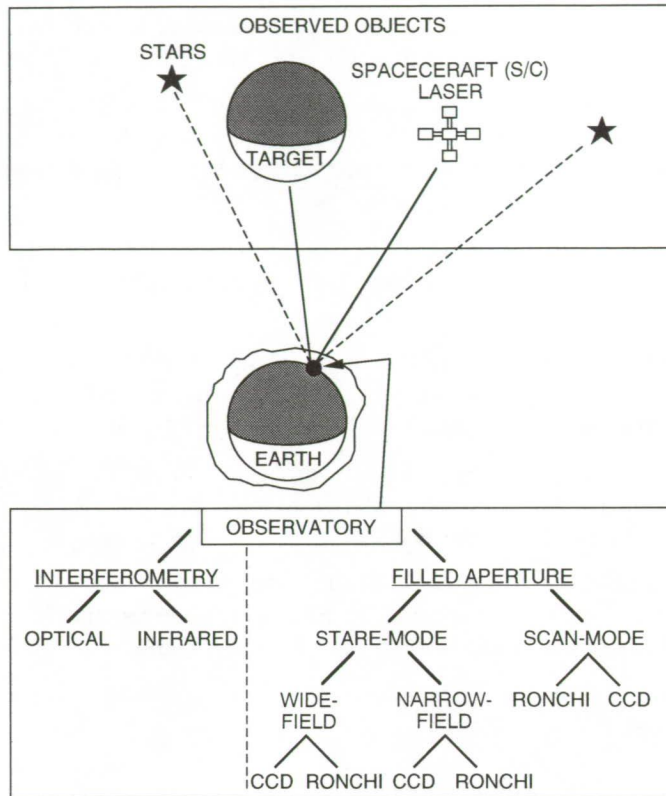 OBSERVED OBJECTS
STARS
SPACECERAFT (S/C)
LASER
TARGET
EARTH
OBSERVATORY
INTERFEROMETRY
FILLED APERTURE
OPTICAL INFRARED
STARE-MODE SCAN-MODE
WIDE-
FIELD
NARROW-
FIELD
RONCHI CCD
CCD RONCHI CCD RONCHI